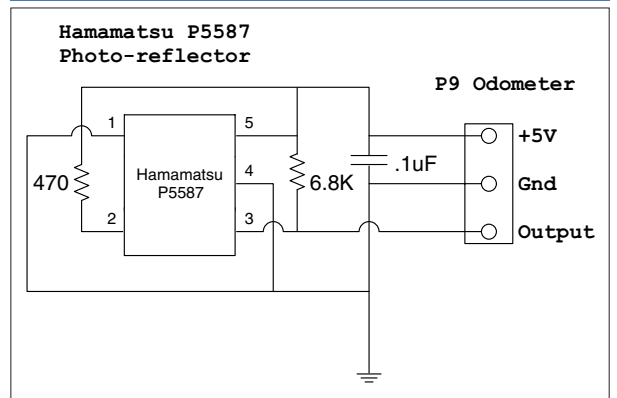 Hamamatsu P5587
Photo-reflector
P9 Odometer
1
5
+5V
.1uF
470
Hamamatsu
P5587
4
6.8K
Gnd
2
3
Output